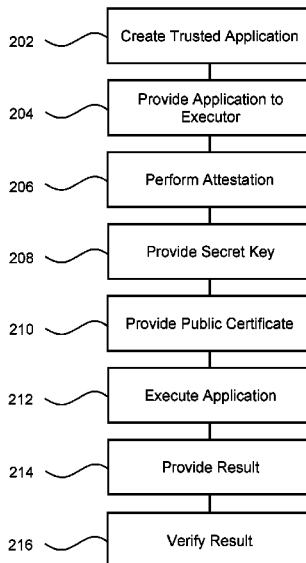 202 Create Trusted Application
204 Provide Application to
Executor
206 Perform Attestation
208 Provide Secret Key
210 Provide Public Certificate
212 Execute Application
214 Provide Result
216 Verify Result